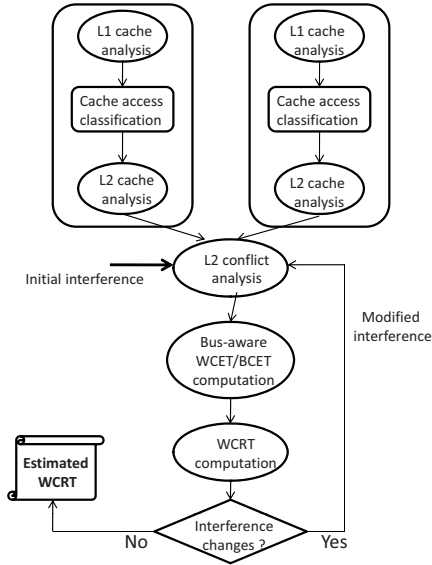 L1 cache
analysis
L1 cache
analysis
Cache access
classification
Cache access
classification
L2 cache
analysis
L2 cache
analysis
L2 conflict
analysis
Initial interference
Modified
interference
Bus-aware
WCET/BCET
computation
WCRT
computation
Estimated
WCRT
Interference
changes ?
No
Yes